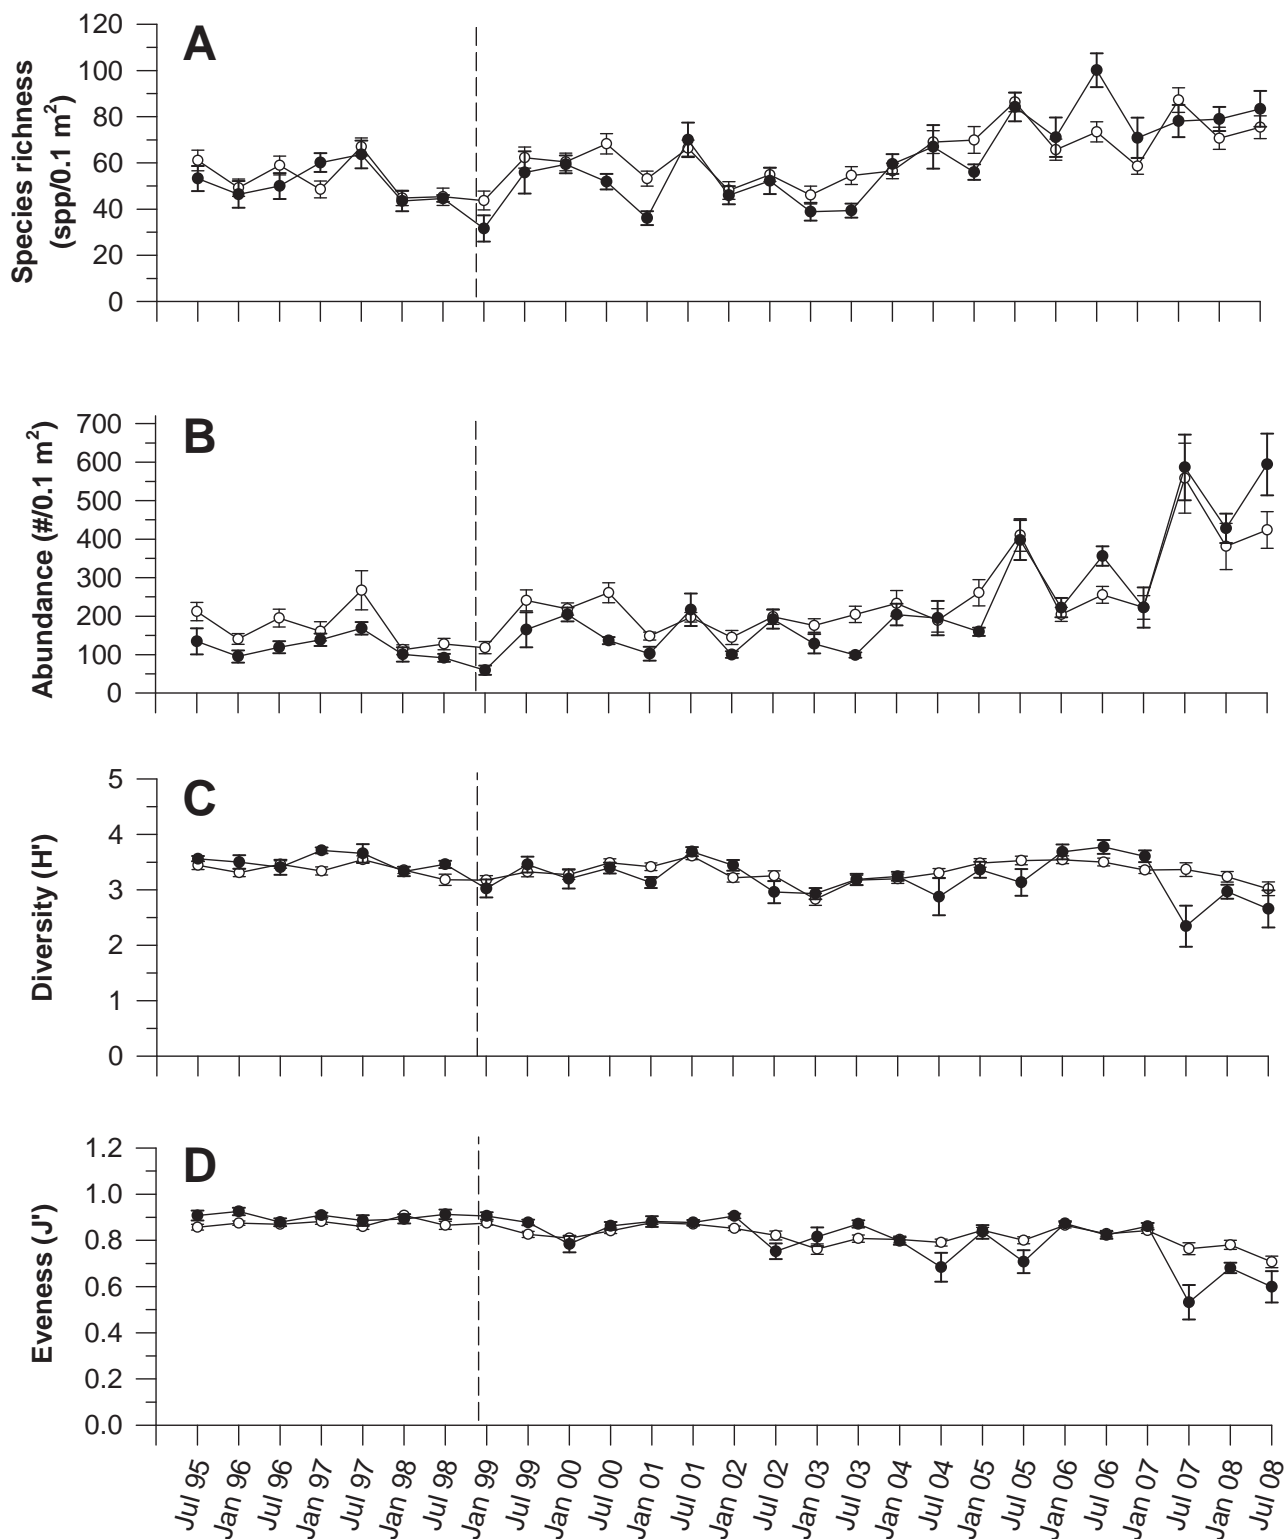 A
Species richness
(spp/0.1 m²)
120
100
80
60
40
20
0
B
Abundance (#/0.1 m²)
700
600
500
400
300
200
100
0
C
Diversity (H')
5
4
3
2
1
0
D
Eveness (J')
1.2
1.0
0.8
0.6
0.4
0.2
0.0
Jul 95
Jan 96
Jul 96
Jan 97
Jul 97
Jan 98
Jul 98
Jan 99
Jul 99
Jan 00
Jul 00
Jan 01
Jul 01
Jan 02
Jul 02
Jan 03
Jul 03
Jan 04
Jul 04
Jan 05
Jul 05
Jan 06
Jul 06
Jan 07
Jul 07
Jan 08
Jul 08